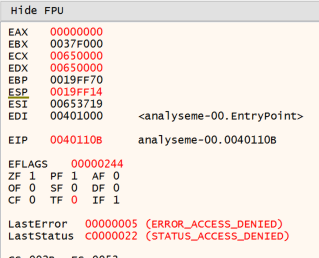 Hide FPU
EAX 00000000
EBX 0037F000
ECX 00650000
EDX 00650000
EBP 0019FF70
ESP 0019FF14
ESI 00653719
EDI 00401000 <analyseme-00.EntryPoint>
EIP 0040110B analyseme-00.0040110B
EFLAGS 00000244
ZF 1 PF 1 AF 0
OF 0 SF 0 DF 0
CF 0 TF 0 IF 1
LastError 00000005 (ERROR_ACCESS_DENIED)
LastStatus C0000022 (STATUS_ACCESS_DENIED)